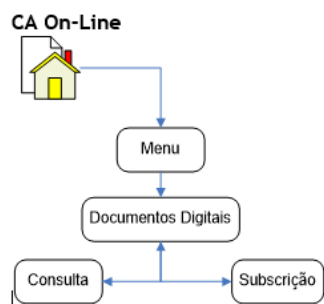 CA On-Line
Menu
Documentos Digitais
Consulta
Subscrição